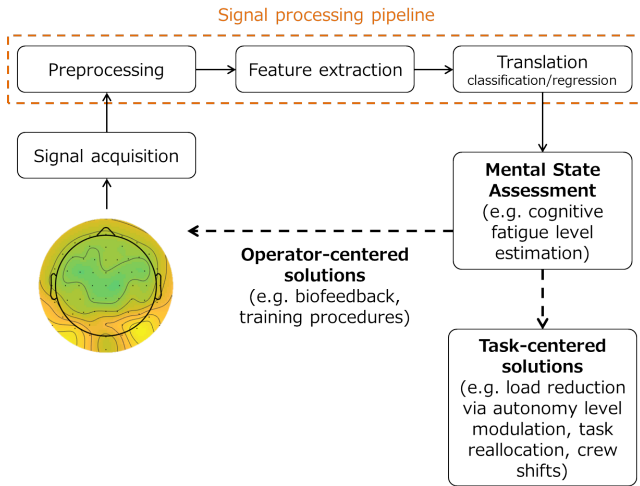 Signal processing pipeline
Preprocessing
Feature extraction
Translation
classification/regression
Signal acquisition
Mental State
Assessment
(e.g. cognitive
fatigue level
estimation)
Operator-centered
solutions
(e.g. biofeedback,
training procedures)
Task-centered
solutions
(e.g. load reduction
via autonomy level
modulation, task
reallocation, crew
shifts)